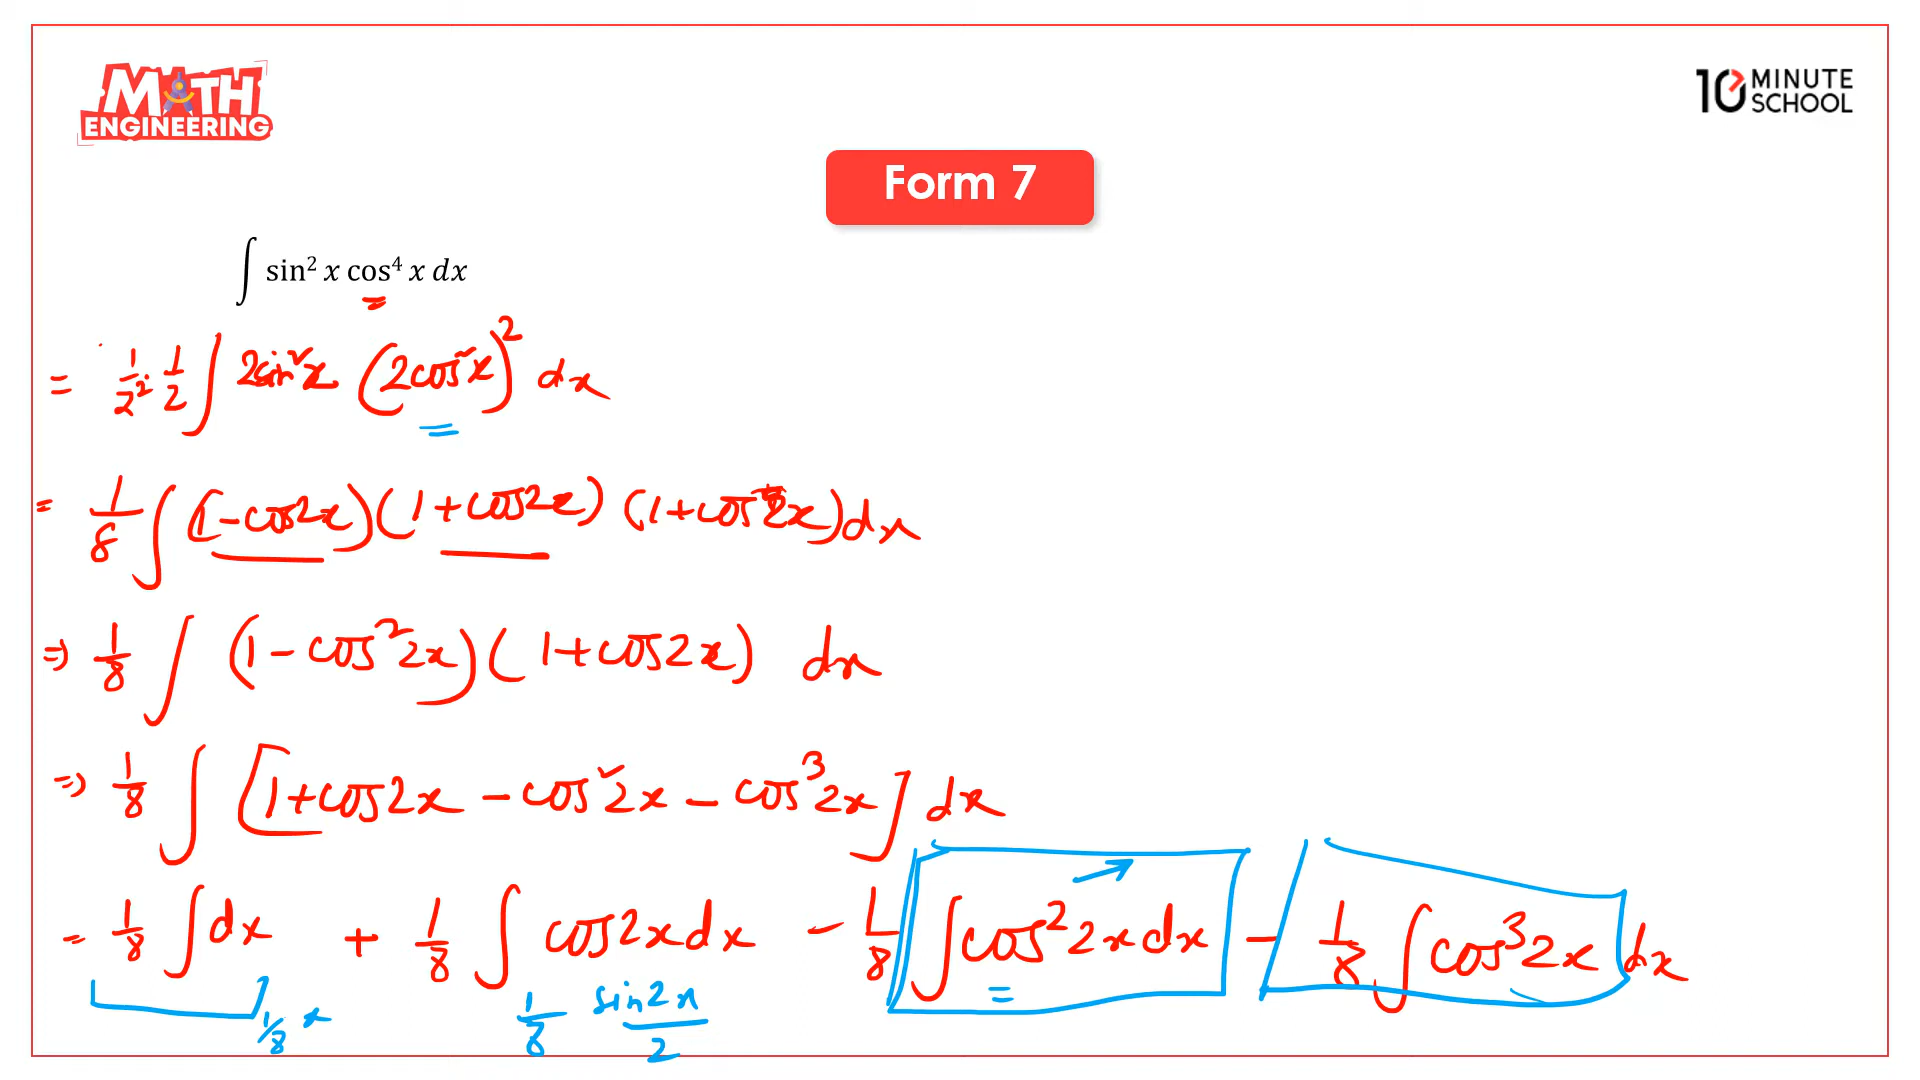 MATH
ENGINEERING
10 MINUTE
SCHOOL
Form 7
∫ sin² x cos⁴ x dx
= 1/2² · 1/2 ∫ 2sin²x (2cos²x)² dx
= 1/8 ∫ (1-cos2x)(1+cos2x) (1+cos2x)dx
⇒ 1/8 ∫ (1-cos²2x)(1+cos2x) dx
⇒ 1/8 ∫ [1+cos2x - cos²2x - cos³2x] dx
= 1/8 ∫ dx + 1/8 ∫ cos2x dx - 1/8 ∫ cos²2x dx - 1/8 ∫ cos³2x dx
1/8 x 1/8 sin2x/2